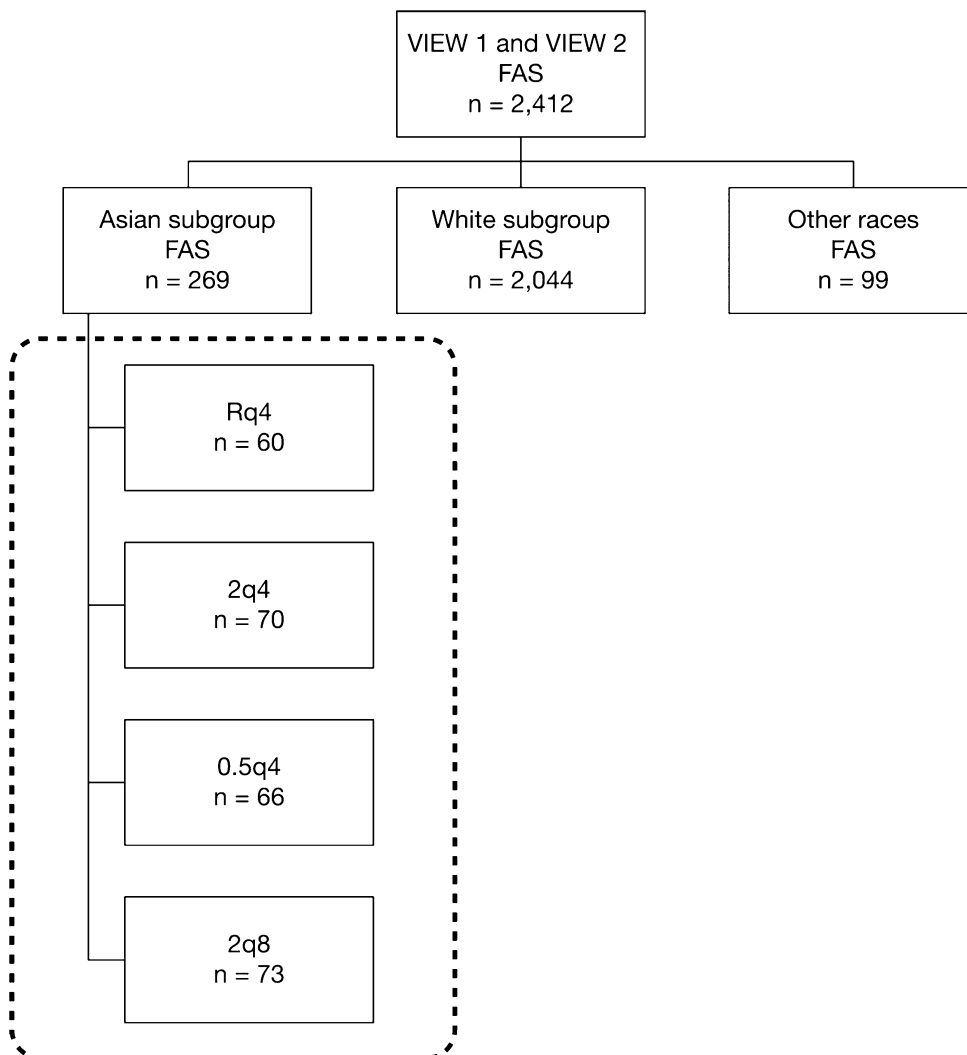 VIEW 1 and VIEW 2
FAS
n = 2,412
Asian subgroup
FAS
n = 269
White subgroup
FAS
n = 2,044
Other races
FAS
n = 99
Rq4
n = 60
2q4
n = 70
0.5q4
n = 66
2q8
n = 73